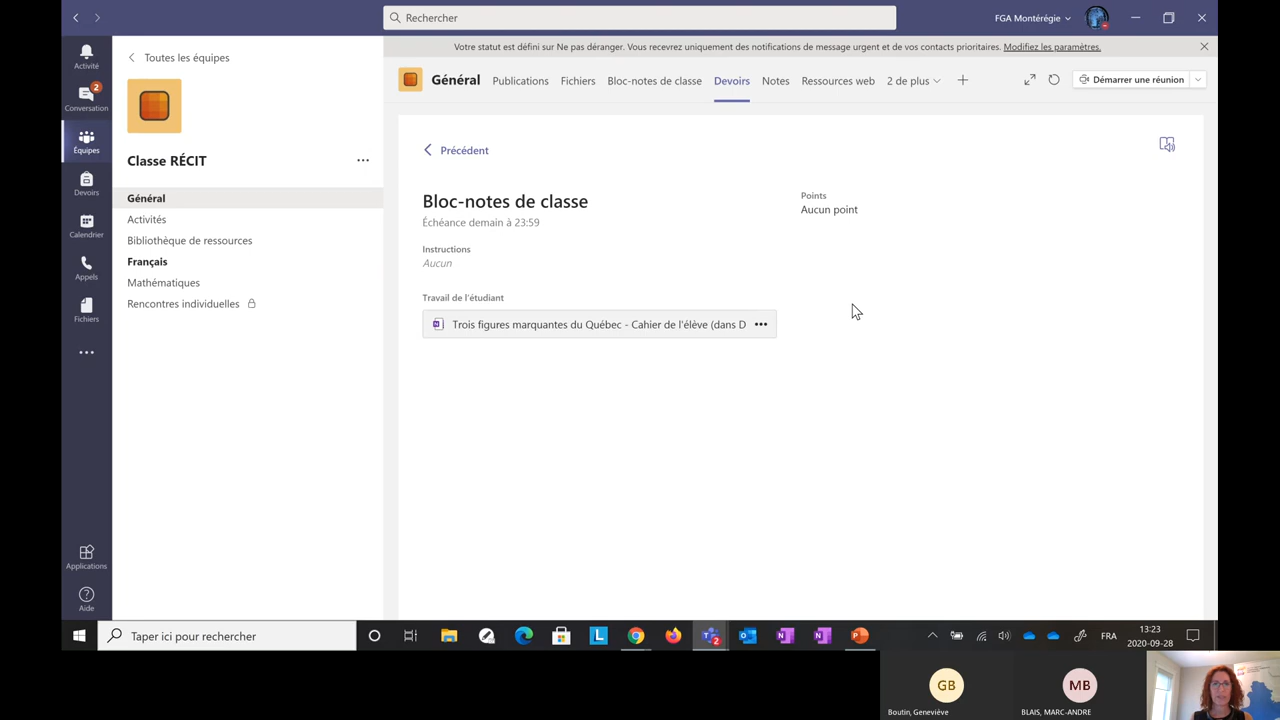 Rechercher
FGA Montérégie
Votre statut est défini sur Ne pas déranger. Vous recevrez uniquement des notifications de message urgent et de vos contacts prioritaires. Modifiez les paramètres.
Activité
2
Conversation
Équipes
Devoirs
Calendrier
Appels
Fichiers
Applications
Aide
Toutes les équipes
Classe RÉCIT
Général
Activités
Bibliothèque de ressources
Français
Mathématiques
Rencontres individuelles
Général
Publications
Fichiers
Bloc-notes de classe
Devoirs
Notes
Ressources web
2 de plus
Démarrer une réunion
Précédent
Bloc-notes de classe
Échéance demain à 23:59
Points
Aucun point
Instructions
Aucun
Travail de l'étudiant
Trois figures marquantes du Québec - Cahier de l'élève (dans D
Taper ici pour rechercher
L
2
FRA
13:23
2020-09-28
GB
Boutin, Geneviève
MB
BLAIS, MARC-ANDRE